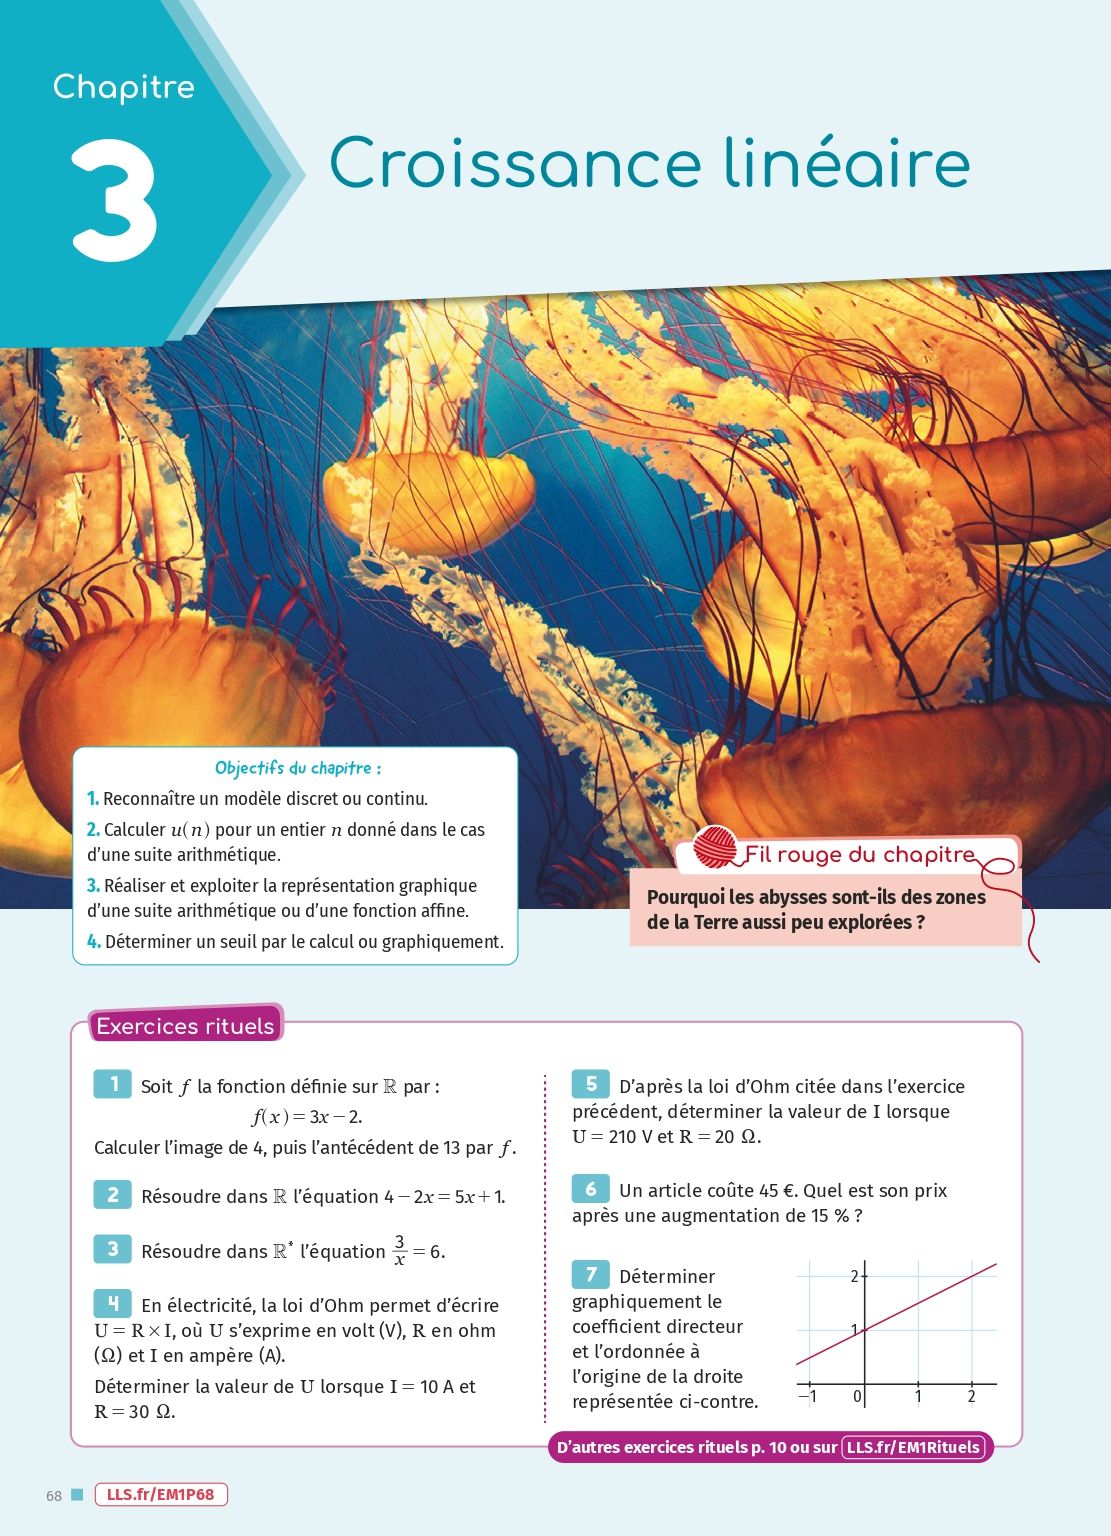 Chapitre
3
Croissance linéaire
Objectifs du chapitre :
1. Reconnaître un modèle discret ou continu.
2. Calculer u(n) pour un entier n donné dans le cas
d'une suite arithmétique.
3. Réaliser et exploiter la représentation graphique
d'une suite arithmétique ou d'une fonction affine.
4. Déterminer un seuil par le calcul ou graphiquement.
Fil rouge du chapitre
Pourquoi les abysses sont-ils des zones
de la Terre aussi peu explorées ?
Exercices rituels
1 Soit f la fonction définie sur ℝ par :
f(x) = 3x − 2.
Calculer l'image de 4, puis l'antécédent de 13 par f.
2 Résoudre dans ℝ l'équation 4 − 2x = 5x + 1.
3 Résoudre dans ℝ* l'équation 3/x = 6.
4 En électricité, la loi d'Ohm permet d'écrire
U = R × I, où U s'exprime en volt (V), R en ohm
(Ω) et I en ampère (A).
Déterminer la valeur de U lorsque I = 10 A et
R = 30 Ω.
5 D'après la loi d'Ohm citée dans l'exercice
précédent, déterminer la valeur de I lorsque
U = 210 V et R = 20 Ω.
6 Un article coûte 45 €. Quel est son prix
après une augmentation de 15 % ?
7 Déterminer
graphiquement le
coefficient directeur
et l'ordonnée à
l'origine de la droite
représentée ci-contre.
2
1
−1 0 1 2
D'autres exercices rituels p. 10 ou sur LLS.fr/EM1Rituels
68 LLS.fr/EM1P68